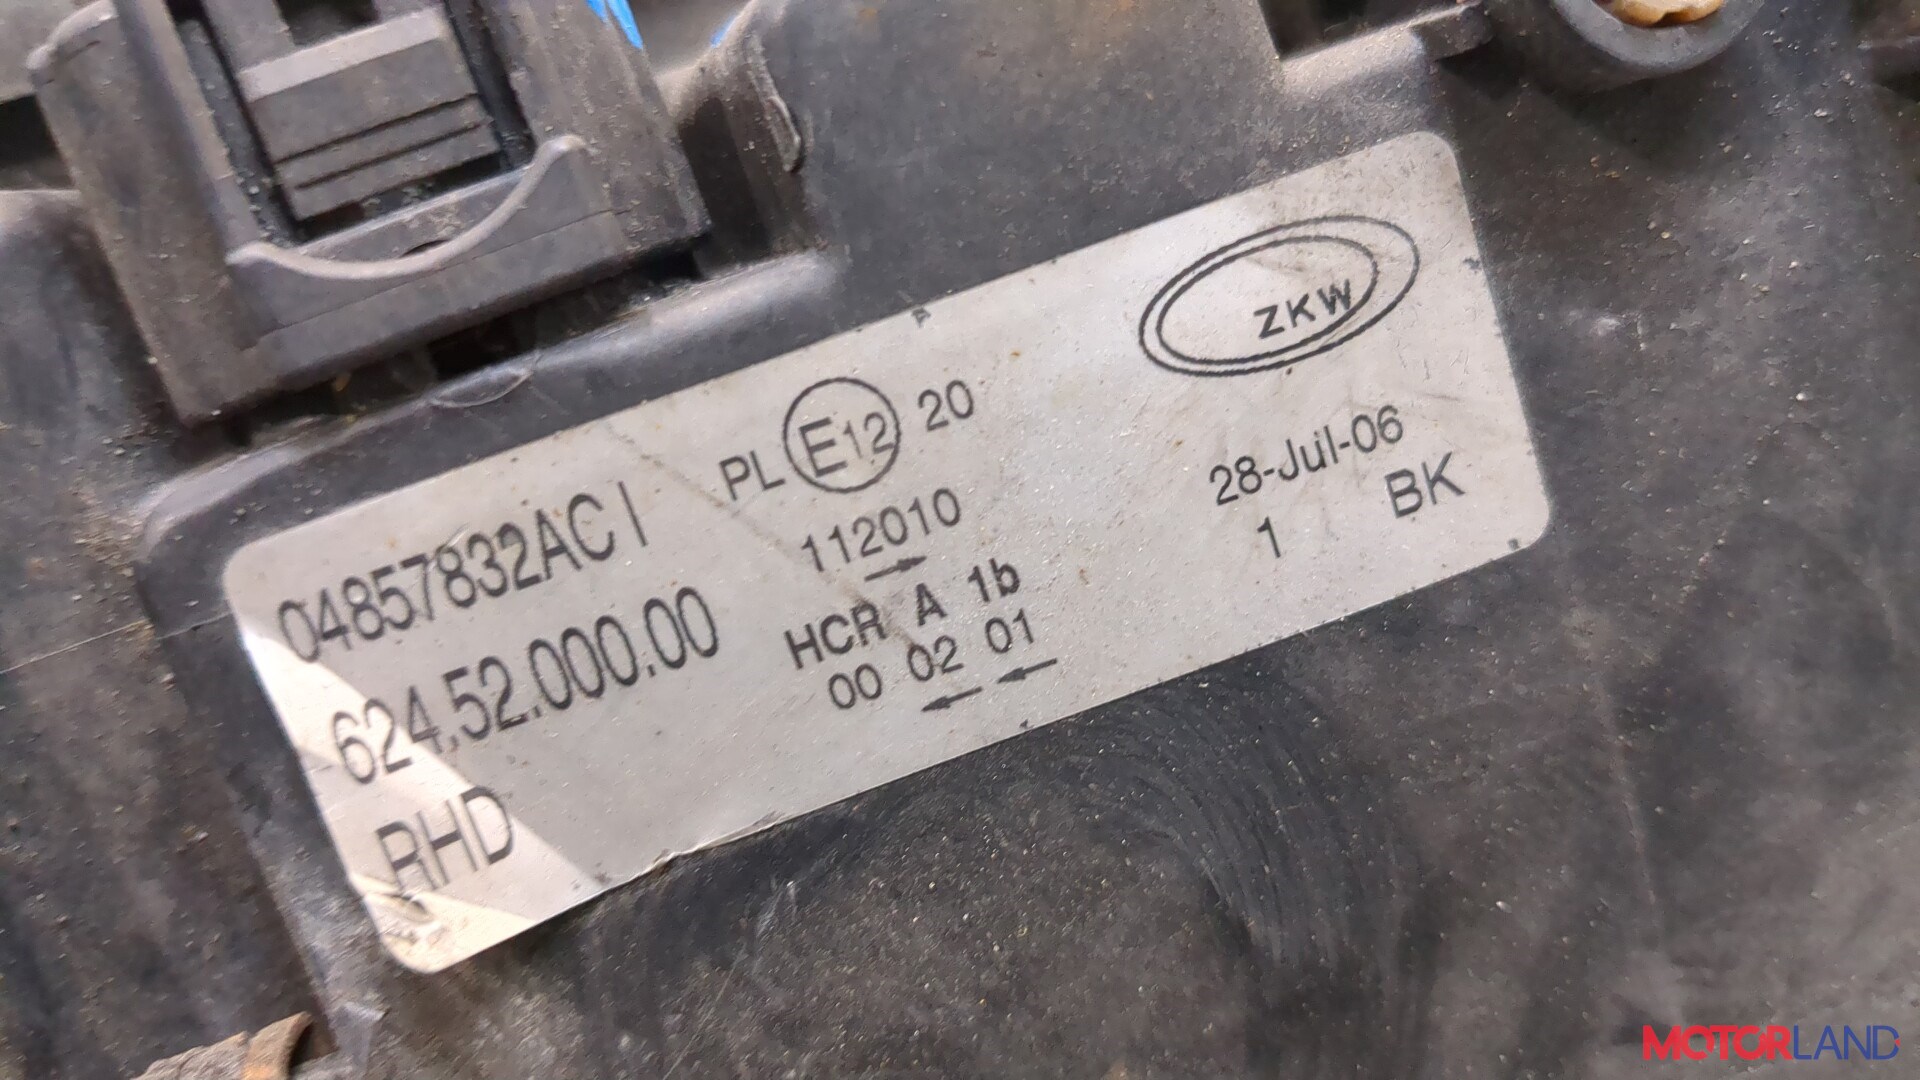 ZKW
PL E12 20
28-Jul-06
04857832AC I
112010
1 BK
624.52.000.00
HCR A 1b
00 02 01
RHD
MOTORLAND